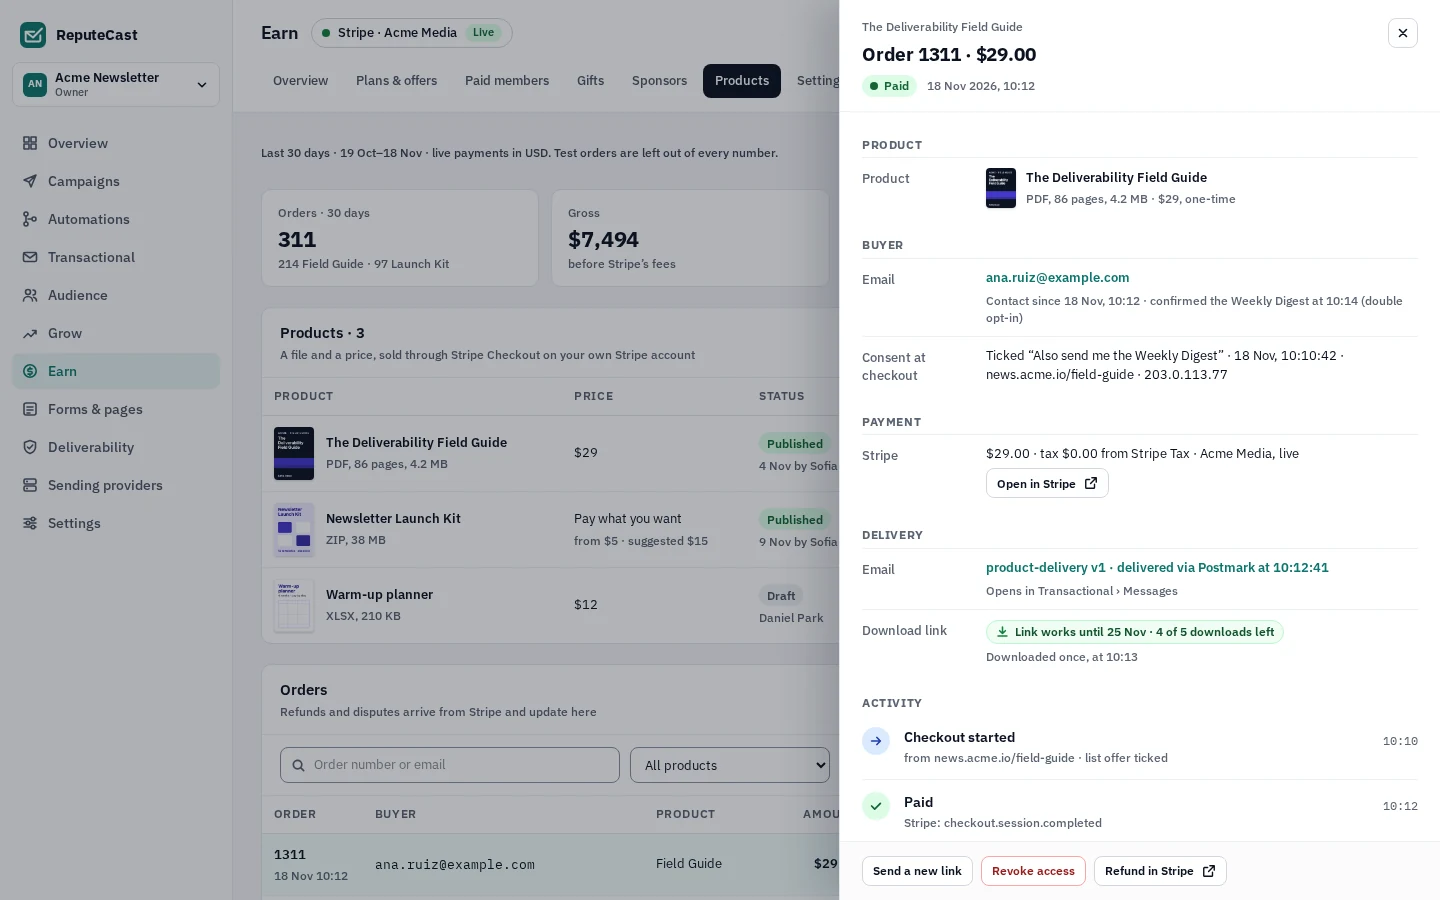 ReputeCast
AN
Acme Newsletter
Owner
Overview
Campaigns
Automations
Transactional
Audience
Grow
Earn
Forms & pages
Deliverability
Sending providers
Settings
Earn
Stripe · Acme Media Live
Overview Plans & offers Paid members Gifts Sponsors Products Setting
Last 30 days · 19 Oct–18 Nov · live payments in USD. Test orders are left out of every number.
Orders · 30 days
311
214 Field Guide · 97 Launch Kit
Gross
$7,494
before Stripe’s fees
Products · 3
A file and a price, sold through Stripe Checkout on your own Stripe account
PRODUCT PRICE STATUS
The Deliverability Field Guide
PDF, 86 pages, 4.2 MB
$29
Published
4 Nov by Sofia
Newsletter Launch Kit
ZIP, 38 MB
Pay what you want
from $5 · suggested $15
Published
9 Nov by Sofia
Warm-up planner
XLSX, 210 KB
$12
Draft
Daniel Park
Orders
Refunds and disputes arrive from Stripe and update here
Order number or email
All products
ORDER BUYER PRODUCT AMOU
1311
18 Nov 10:12
ana.ruiz@example.com
Field Guide
$29
The Deliverability Field Guide
Order 1311 · $29.00
Paid 18 Nov 2026, 10:12
PRODUCT
Product
The Deliverability Field Guide
PDF, 86 pages, 4.2 MB · $29, one-time
BUYER
Email
ana.ruiz@example.com
Contact since 18 Nov, 10:12 · confirmed the Weekly Digest at 10:14 (double
opt-in)
Consent at
checkout
Ticked “Also send me the Weekly Digest” · 18 Nov, 10:10:42 ·
news.acme.io/field-guide · 203.0.113.77
PAYMENT
Stripe
$29.00 · tax $0.00 from Stripe Tax · Acme Media, live
Open in Stripe
DELIVERY
Email
product-delivery v1 · delivered via Postmark at 10:12:41
Opens in Transactional › Messages
Download link
Link works until 25 Nov · 4 of 5 downloads left
Downloaded once, at 10:13
ACTIVITY
Checkout started
10:10
from news.acme.io/field-guide · list offer ticked
Paid
10:12
Stripe: checkout.session.completed
Send a new link
Revoke access
Refund in Stripe